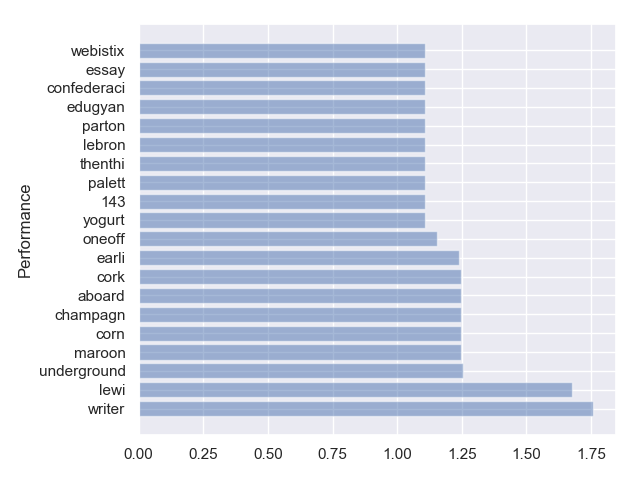 webistix
essay
confederaci
edugyan
parton
lebron
thenthi
palett
143
yogurt
oneoff
earli
cork
aboard
champagn
corn
maroon
underground
lewi
writer
Performance
0.00 0.25 0.50 0.75 1.00 1.25 1.50 1.75